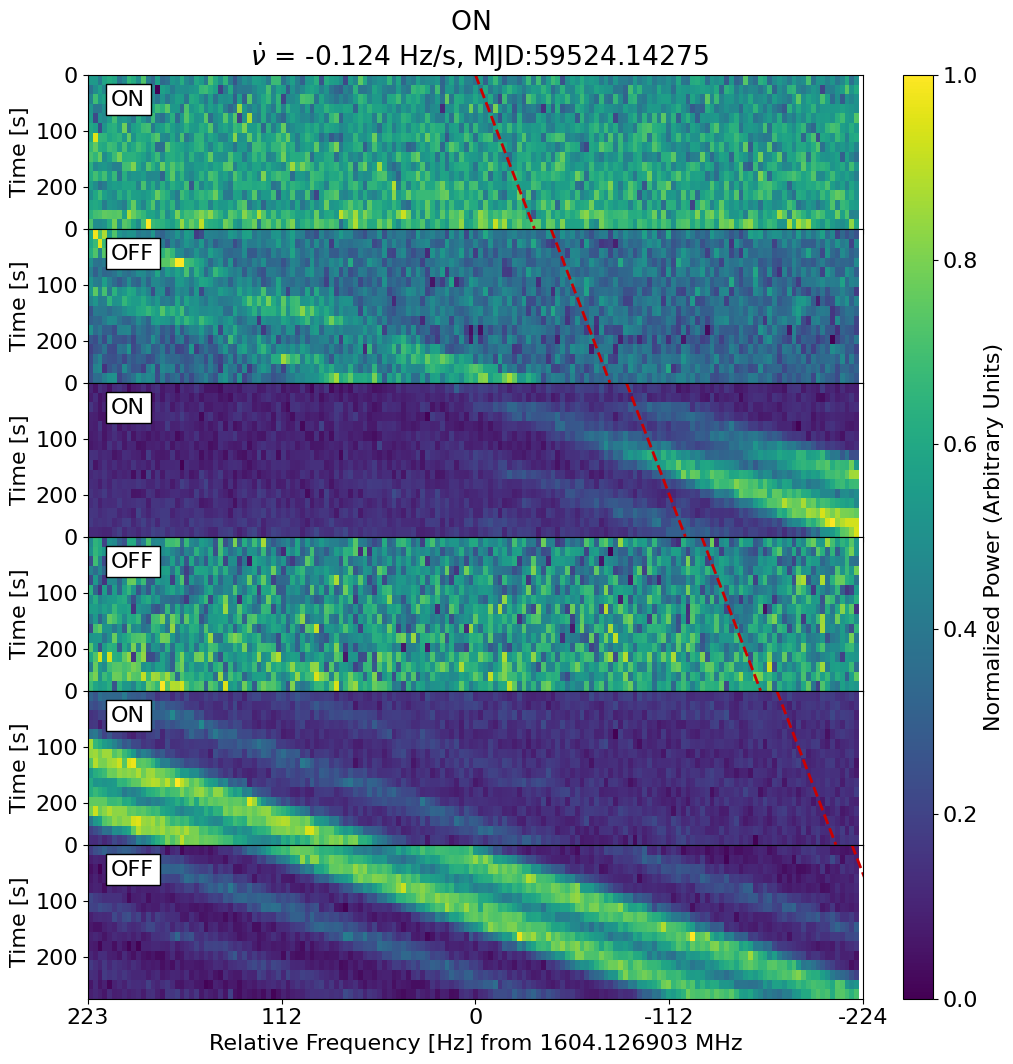 ON
ν̇ = -0.124 Hz/s, MJD:59524.14275
0
ON
100
200
Time [s]
0
OFF
100
200
Time [s]
0
ON
100
200
Time [s]
0
OFF
100
200
Time [s]
0
ON
100
200
Time [s]
0
OFF
100
200
Time [s]
223 112 0 -112 -224
Relative Frequency [Hz] from 1604.126903 MHz
1.0
0.8
0.6
0.4
0.2
0.0
Normalized Power (Arbitrary Units)